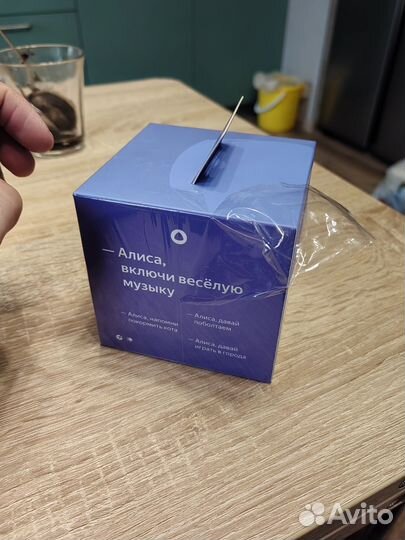 — Алиса,
включи весёлую
музыку
— Алиса, напомни
покормить кота
— Алиса, давай
поболтаем
— Алиса, давай
играть в города
Avito